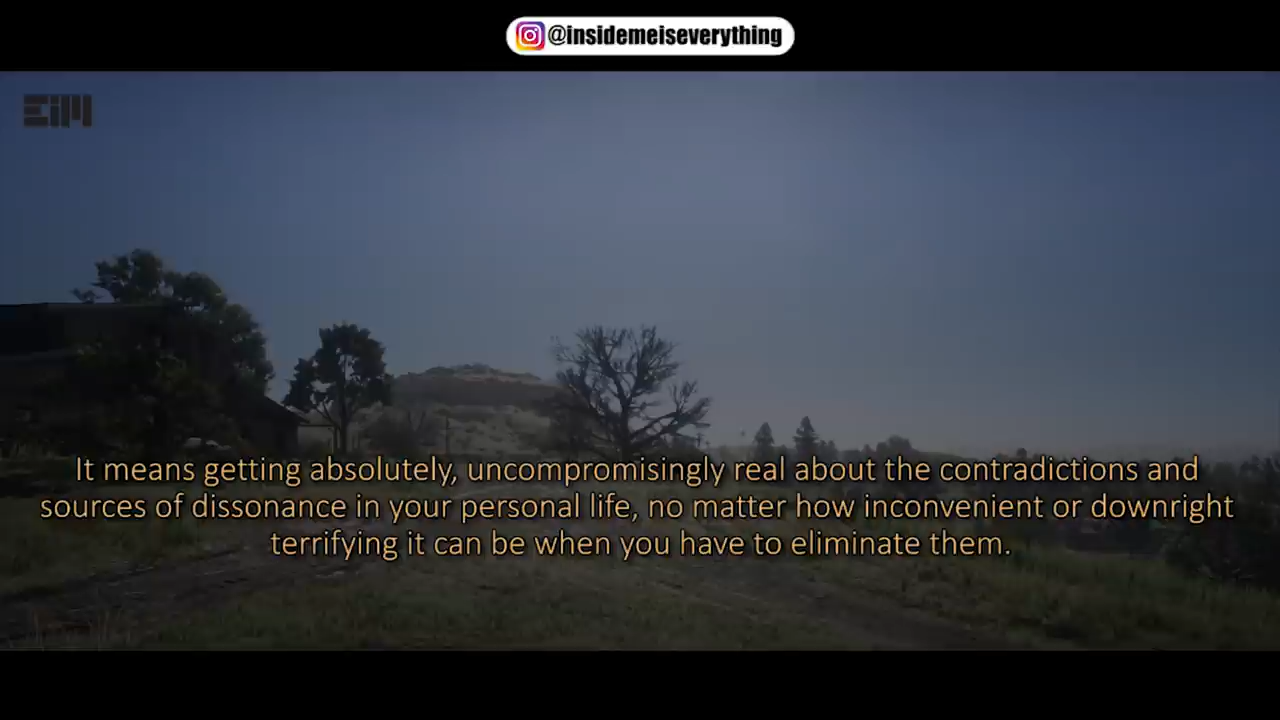 @insidemeiseverything
EiM
It means getting absolutely, uncompromisingly real about the contradictions and
sources of dissonance in your personal life, no matter how inconvenient or downright
terrifying it can be when you have to eliminate them.